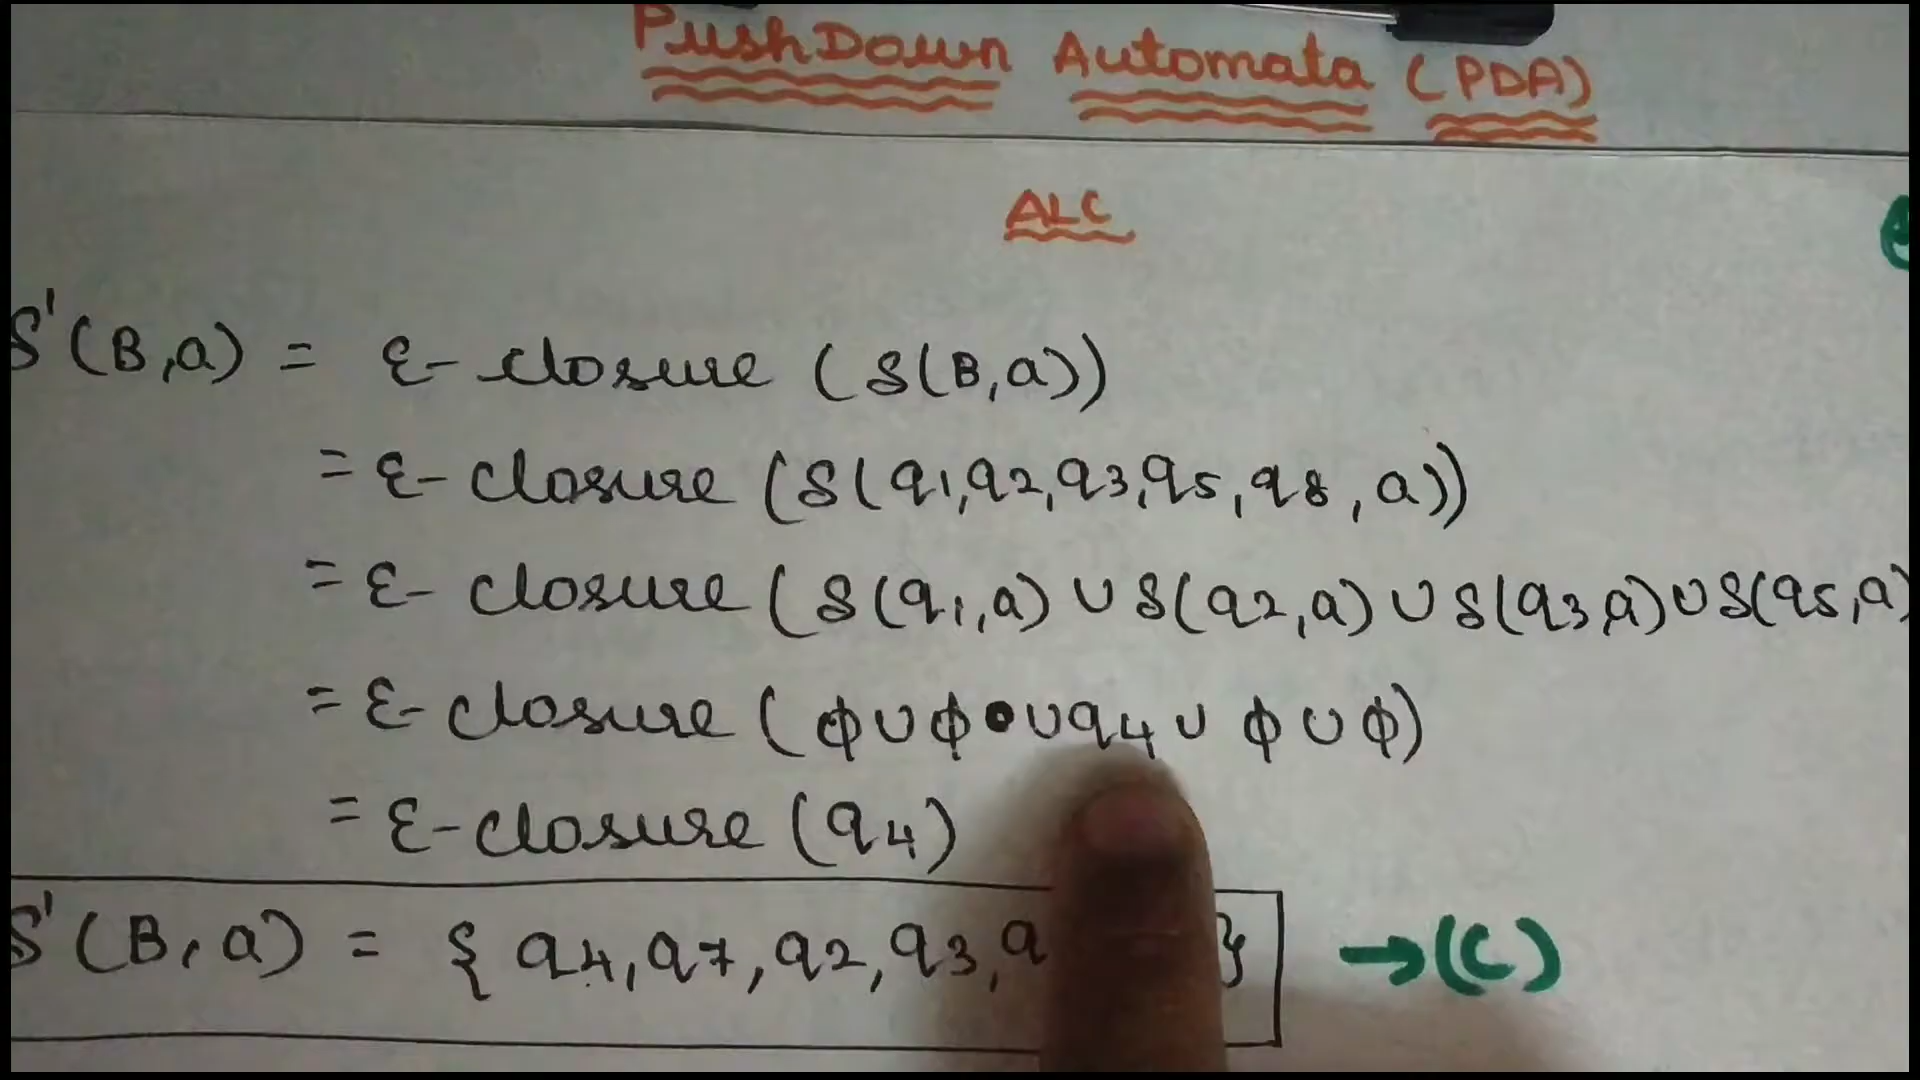 PushDown Automata (PDA)
ALC
δ'(B,a) = ε-closure (δ(B,a))
= ε-closure (δ(q1,q2,q3,q5,q8,a))
= ε-closure (δ(q1,a) ∪ δ(q2,a) ∪ δ(q3,a) ∪ δ(q5,a)
= ε-closure (ϕ∪ϕ ∪q4∪ ϕ∪ϕ)
= ε-closure (q4)
δ'(B,a) = { q4,q7,q2,q3,q } →(C)